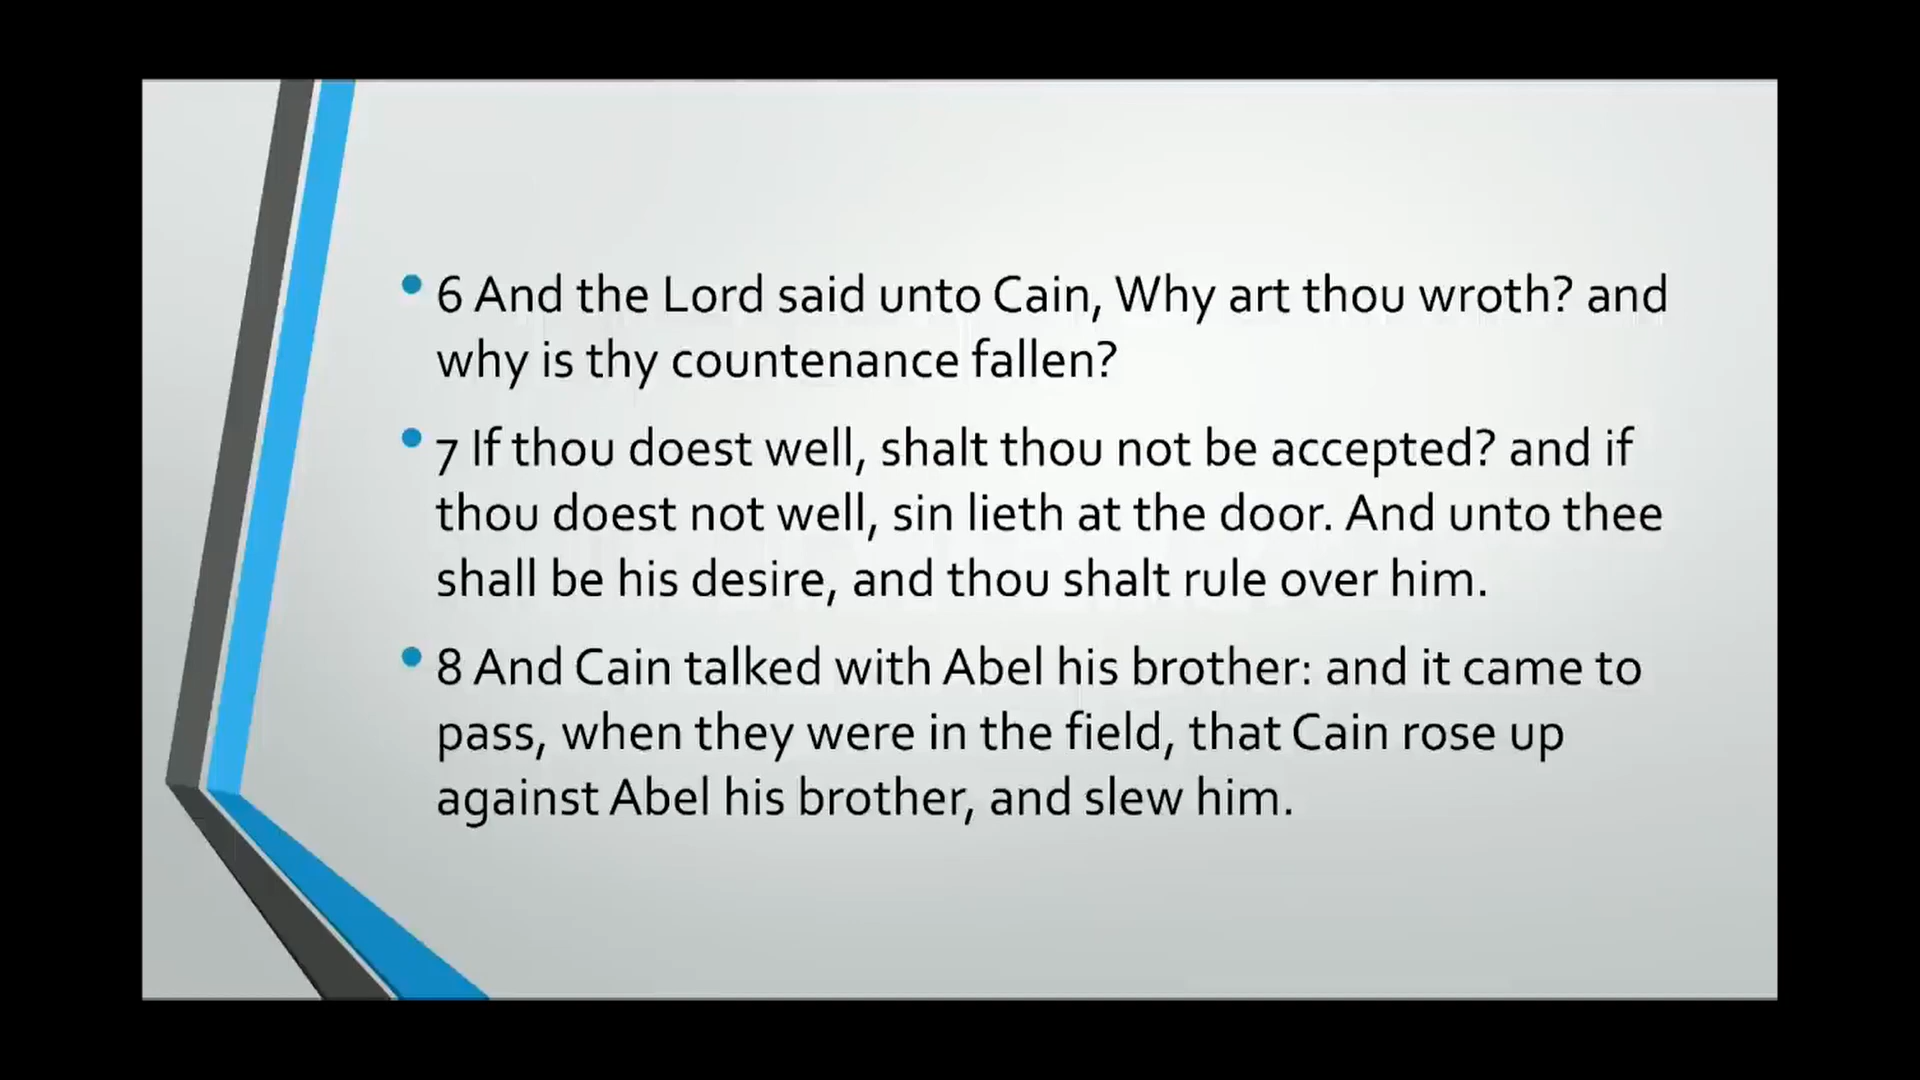 6 And the Lord said unto Cain, Why art thou wroth? and
why is thy countenance fallen?
7 If thou doest well, shalt thou not be accepted? and if
thou doest not well, sin lieth at the door. And unto thee
shall be his desire, and thou shalt rule over him.
8 And Cain talked with Abel his brother: and it came to
pass, when they were in the field, that Cain rose up
against Abel his brother, and slew him.